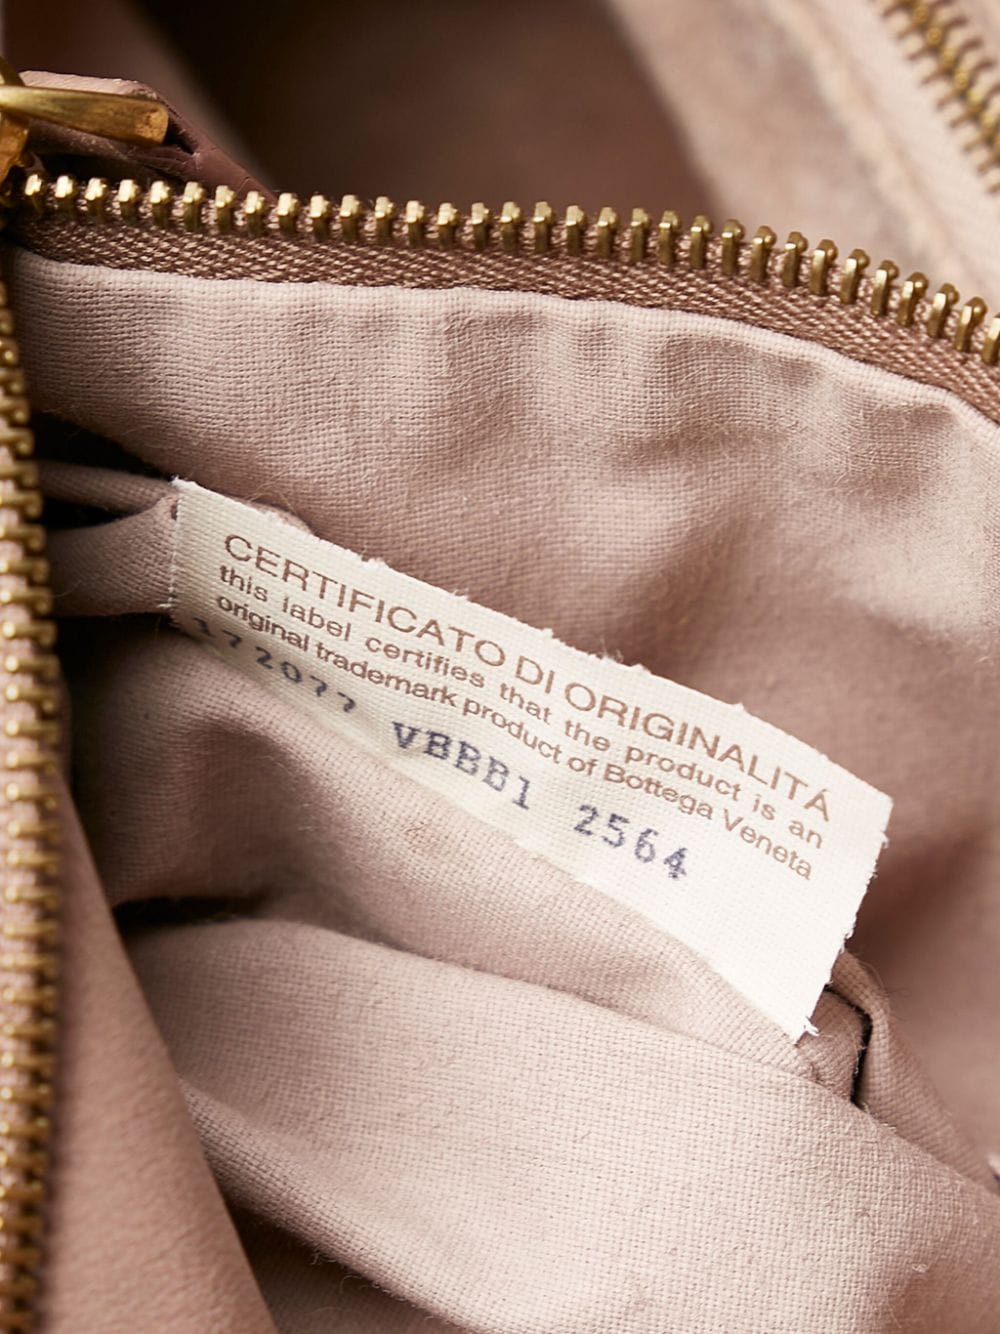 CERTIFICATO DI ORIGINALITÁ
this label certifies that the product is an
original trademark product of Bottega Veneta
172077 VBBB1 2564